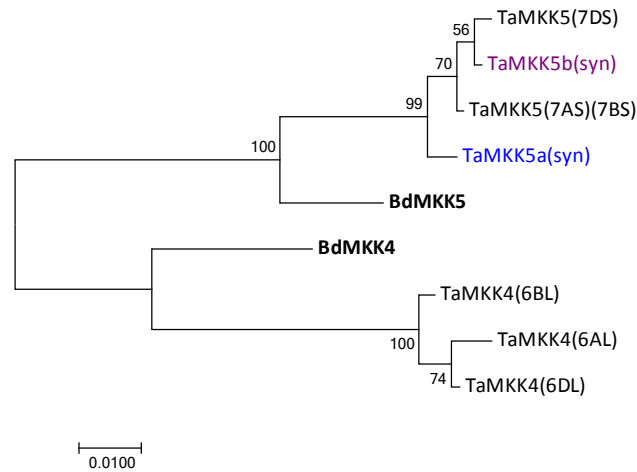 TaMKK5(7DS)
56
TaMKK5b(syn)
70
TaMKK5(7AS)(7BS)
99
TaMKK5a(syn)
100
BdMKK5
BdMKK4
TaMKK4(6BL)
100
TaMKK4(6AL)
74
TaMKK4(6DL)
0.0100